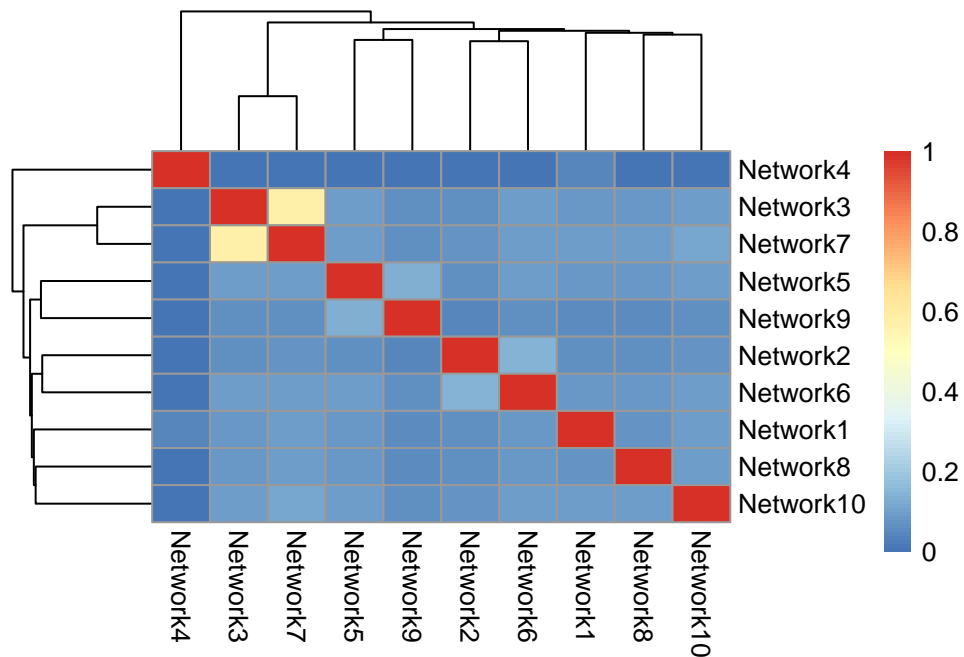 Network4
Network3
Network7
Network5
Network9
Network2
Network6
Network1
Network8
Network10
1
0.8
0.6
0.4
0.2
0
Network4
Network3
Network7
Network5
Network9
Network2
Network6
Network1
Network8
Network10